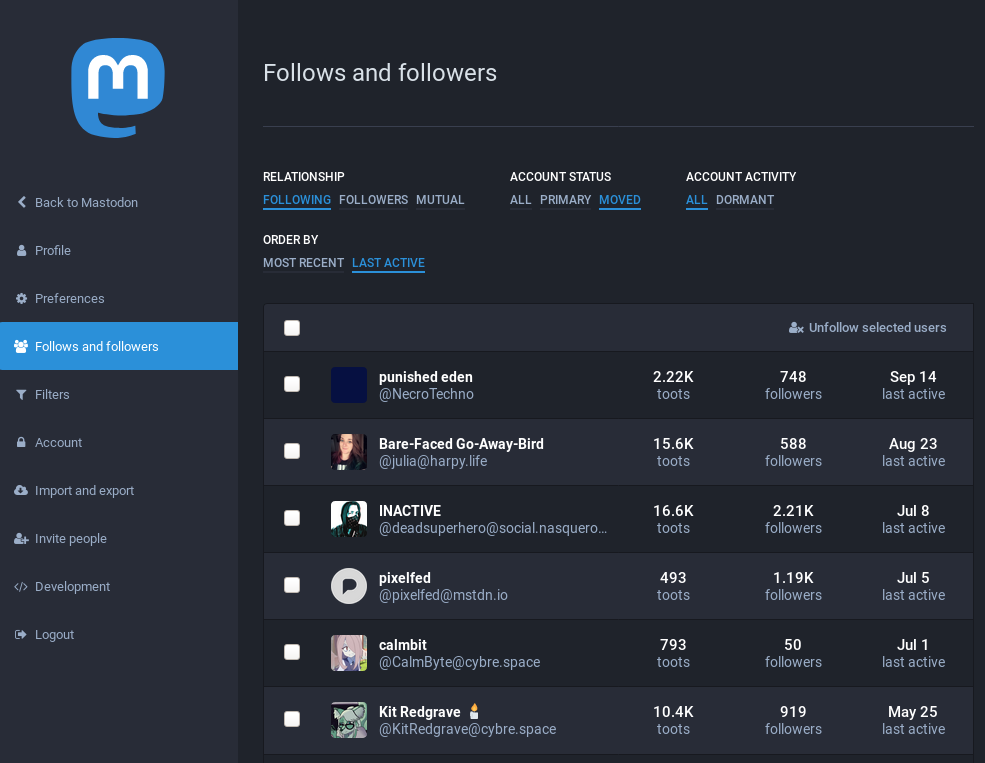 Back to Mastodon
Profile
Preferences
Follows and followers
Filters
Account
Import and export
Invite people
Development
Logout
Follows and followers
RELATIONSHIP
FOLLOWING FOLLOWERS MUTUAL
ACCOUNT STATUS
ALL PRIMARY MOVED
ACCOUNT ACTIVITY
ALL DORMANT
ORDER BY
MOST RECENT LAST ACTIVE
Unfollow selected users
punished eden 2.22K 748 Sep 14
@NecroTechno toots followers last active
Bare-Faced Go-Away-Bird 15.6K 588 Aug 23
@julia@harpy.life toots followers last active
INACTIVE 16.6K 2.21K Jul 8
@deadsuperhero@social.nasquero... toots followers last active
pixelfed 493 1.19K Jul 5
@pixelfed@mstdn.io toots followers last active
calmbit 793 50 Jul 1
@CalmByte@cybre.space toots followers last active
Kit Redgrave 10.4K 919 May 25
@KitRedgrave@cybre.space toots followers last active